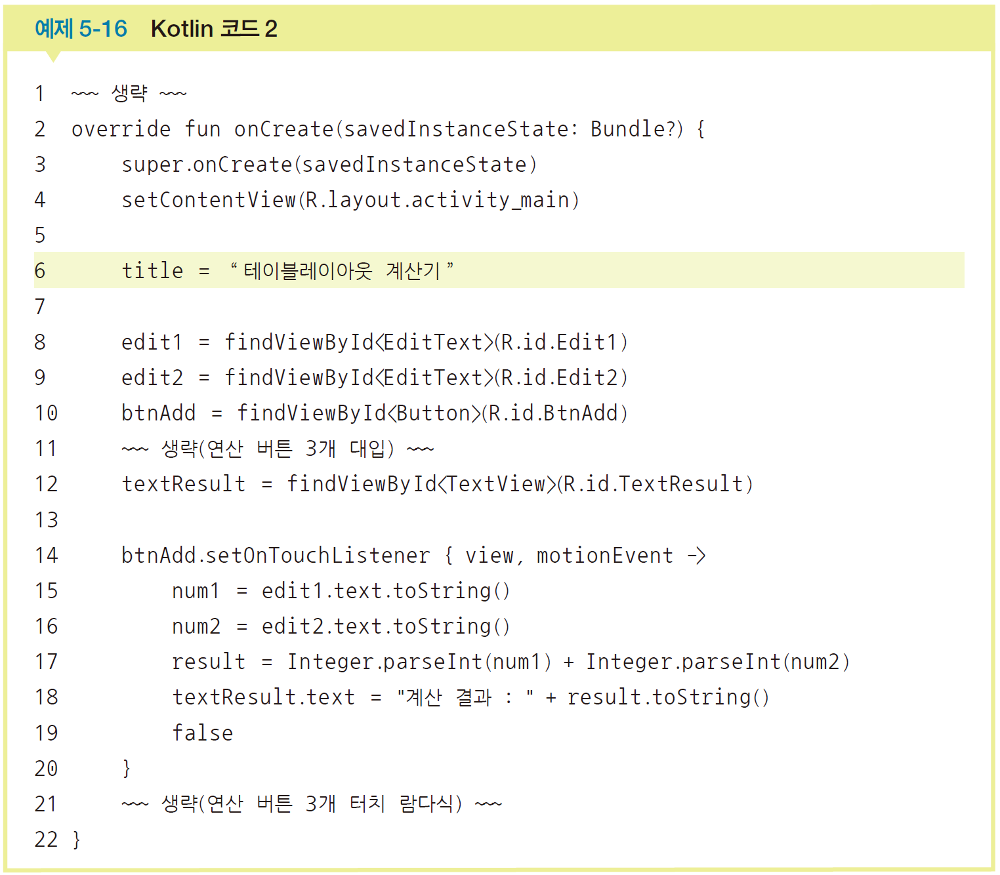 예제 5-16 Kotlin 코드 2
1 ~~~ 생략 ~~~
2 override fun onCreate(savedInstanceState: Bundle?) {
3     super.onCreate(savedInstanceState)
4     setContentView(R.layout.activity_main)
5
6     title = “테이블레이아웃 계산기”
7
8     edit1 = findViewById<EditText>(R.id.Edit1)
9     edit2 = findViewById<EditText>(R.id.Edit2)
10     btnAdd = findViewById<Button>(R.id.BtnAdd)
11     ~~~ 생략(연산 버튼 3개 대입) ~~~
12     textResult = findViewById<TextView>(R.id.TextResult)
13
14     btnAdd.setOnTouchListener { view, motionEvent ->
15         num1 = edit1.text.toString()
16         num2 = edit2.text.toString()
17         result = Integer.parseInt(num1) + Integer.parseInt(num2)
18         textResult.text = "계산 결과 : " + result.toString()
19         false
20     }
21     ~~~ 생략(연산 버튼 3개 터치 람다식) ~~~
22 }